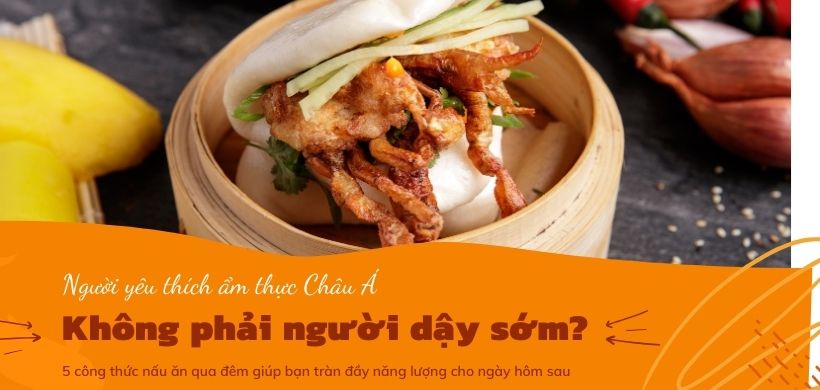 Người yêu thích ẩm thực Châu Á
Không phải người dậy sớm?
5 công thức nấu ăn qua đêm giúp bạn tràn đầy năng lượng cho ngày hôm sau